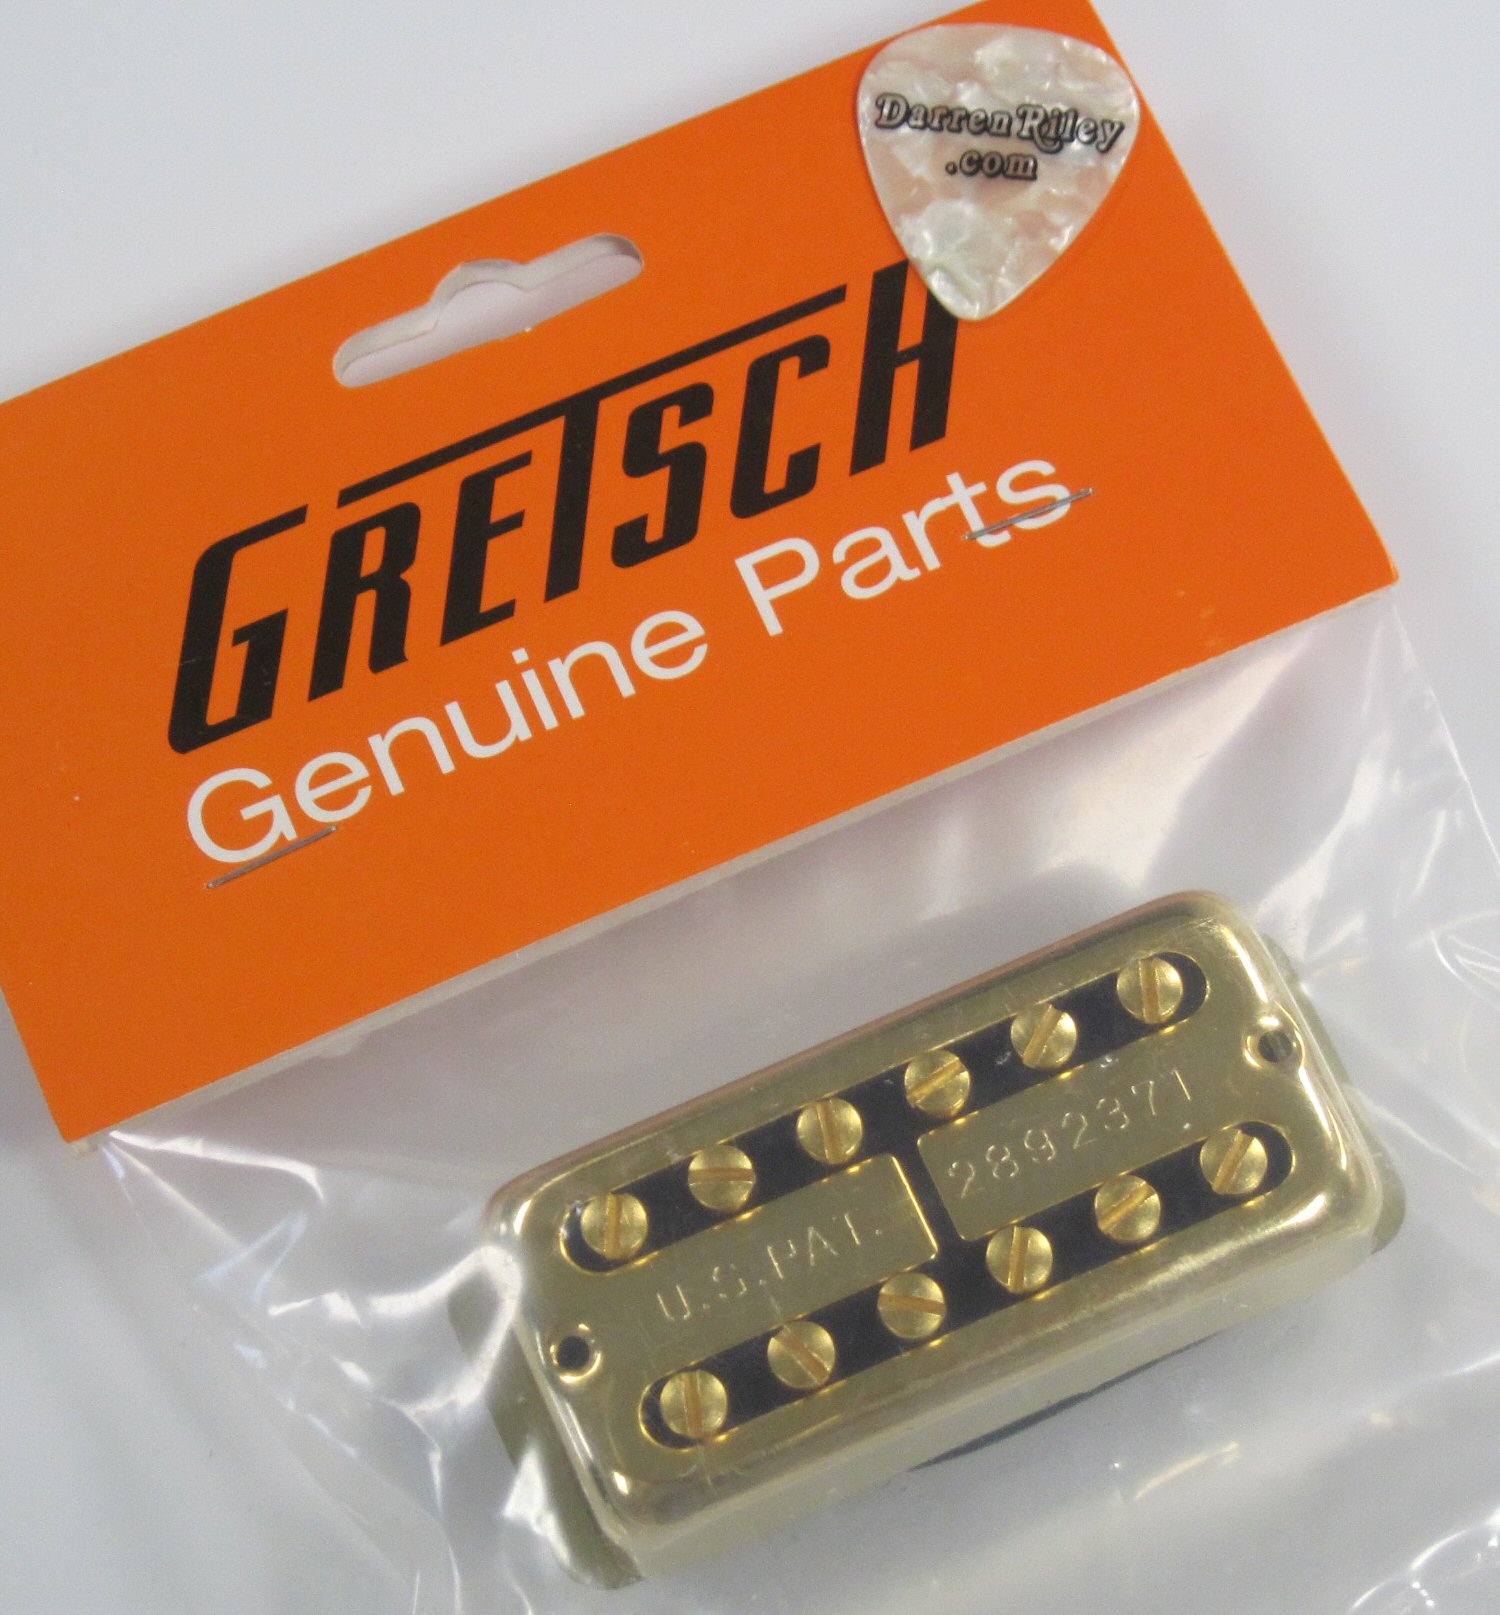 DarrenRiley
.com
GRETSCH
Genuine Parts
U.S.PAT.
2892371